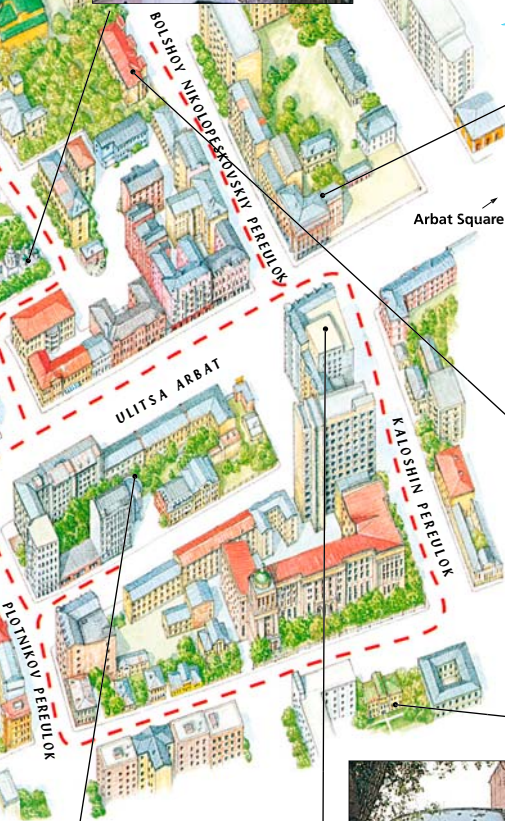 BOLSHOY NIKOLOPESKOVSKIY PEREULOK
Arbat Square
ULITSA ARBAT
KALOSHIN PEREULOK
PLOTNIKOV PEREULOK